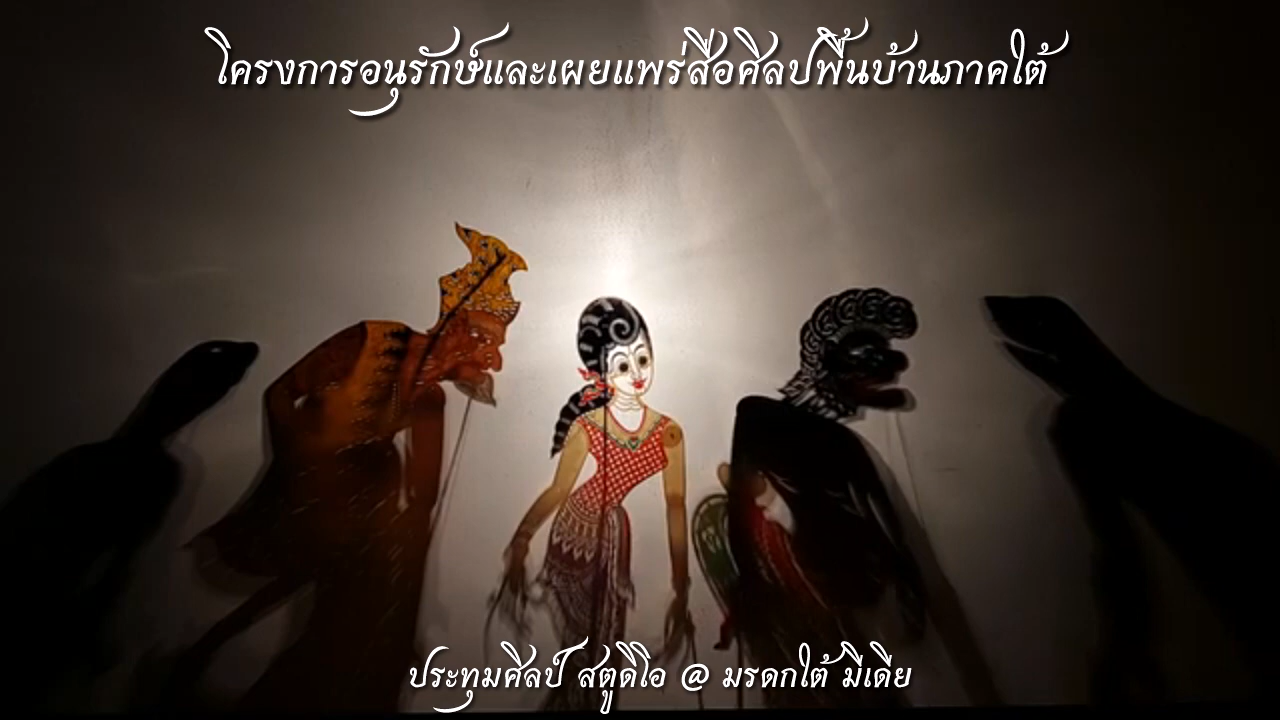 โครงการอนุรักษ์และเผยแพร่สื่อศิลปพื้นบ้านภาคใต้
ประทุมศิลป์ สตูดิโอ @ มรดกใต้ มีเดีย